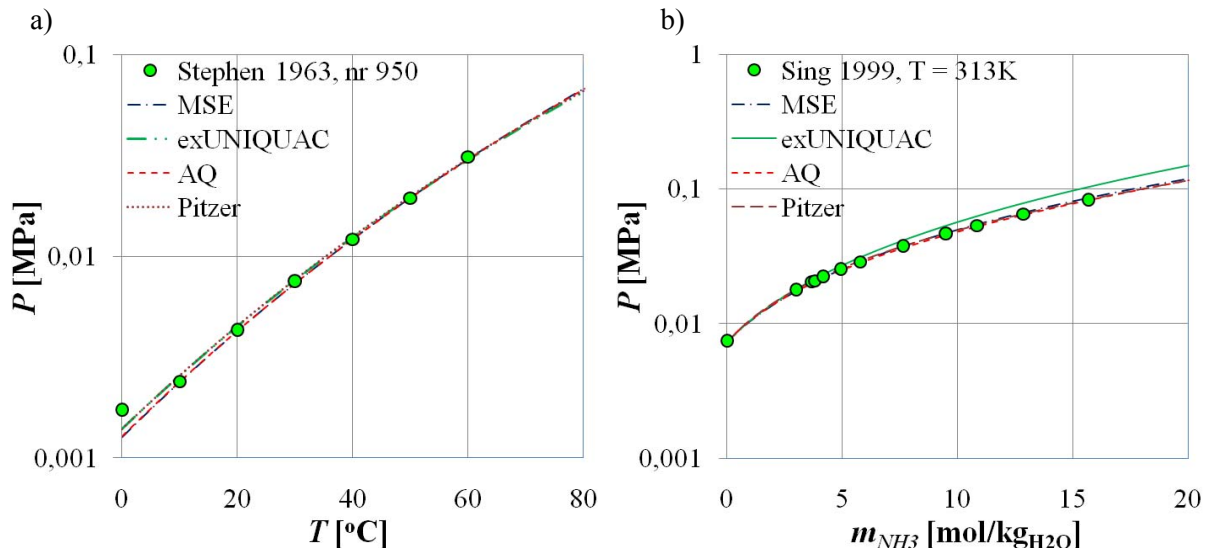 a)
0,1
Stephen 1963, nr 950
MSE
exUNIQUAC
AQ
Pitzer
P [MPa]
0,01
0,001
0 20 40 60 80
T [°C]
b)
1
Sing 1999, T = 313K
MSE
exUNIQUAC
AQ
Pitzer
P [MPa]
0,1
0,01
0,001
0 5 10 15 20
m_NH3 [mol/kg_H2O]